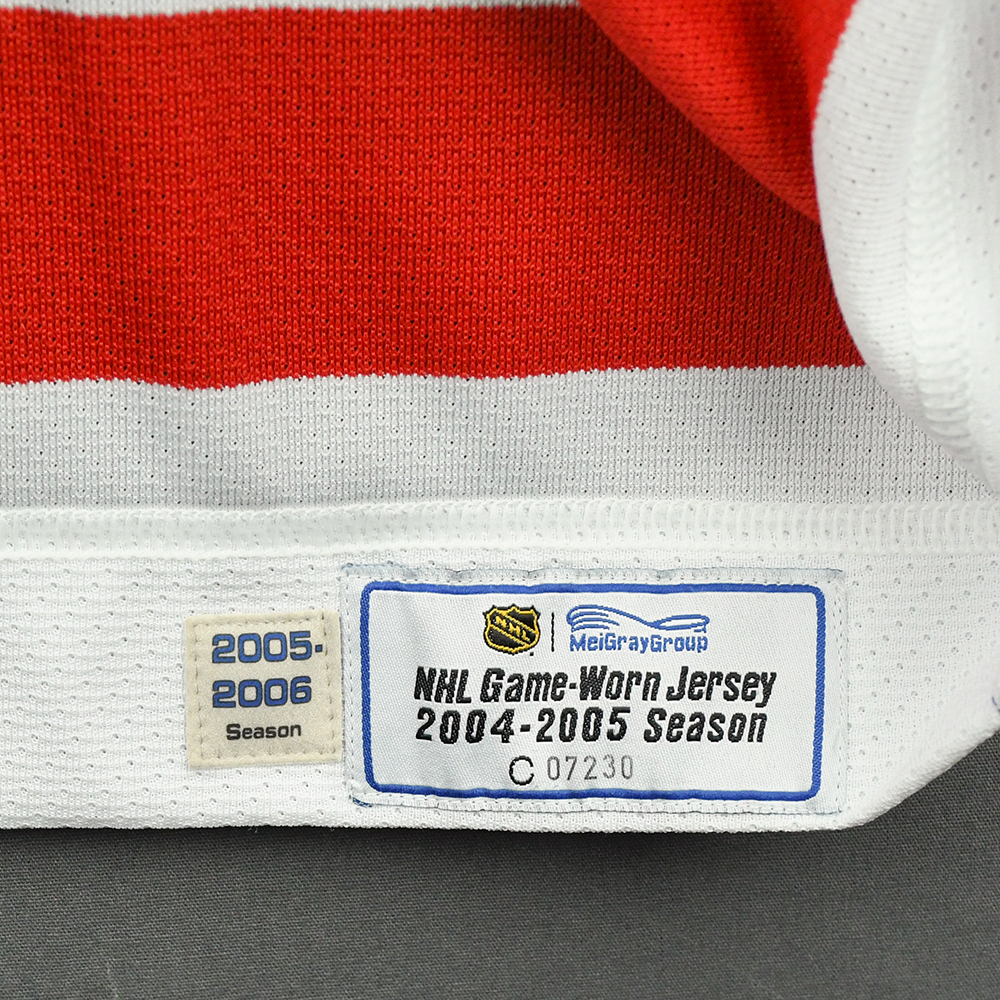 2005-
2006
Season
NHL
MeiGrayGroup
NHL Game-Worn Jersey
2004-2005 Season
C 07230